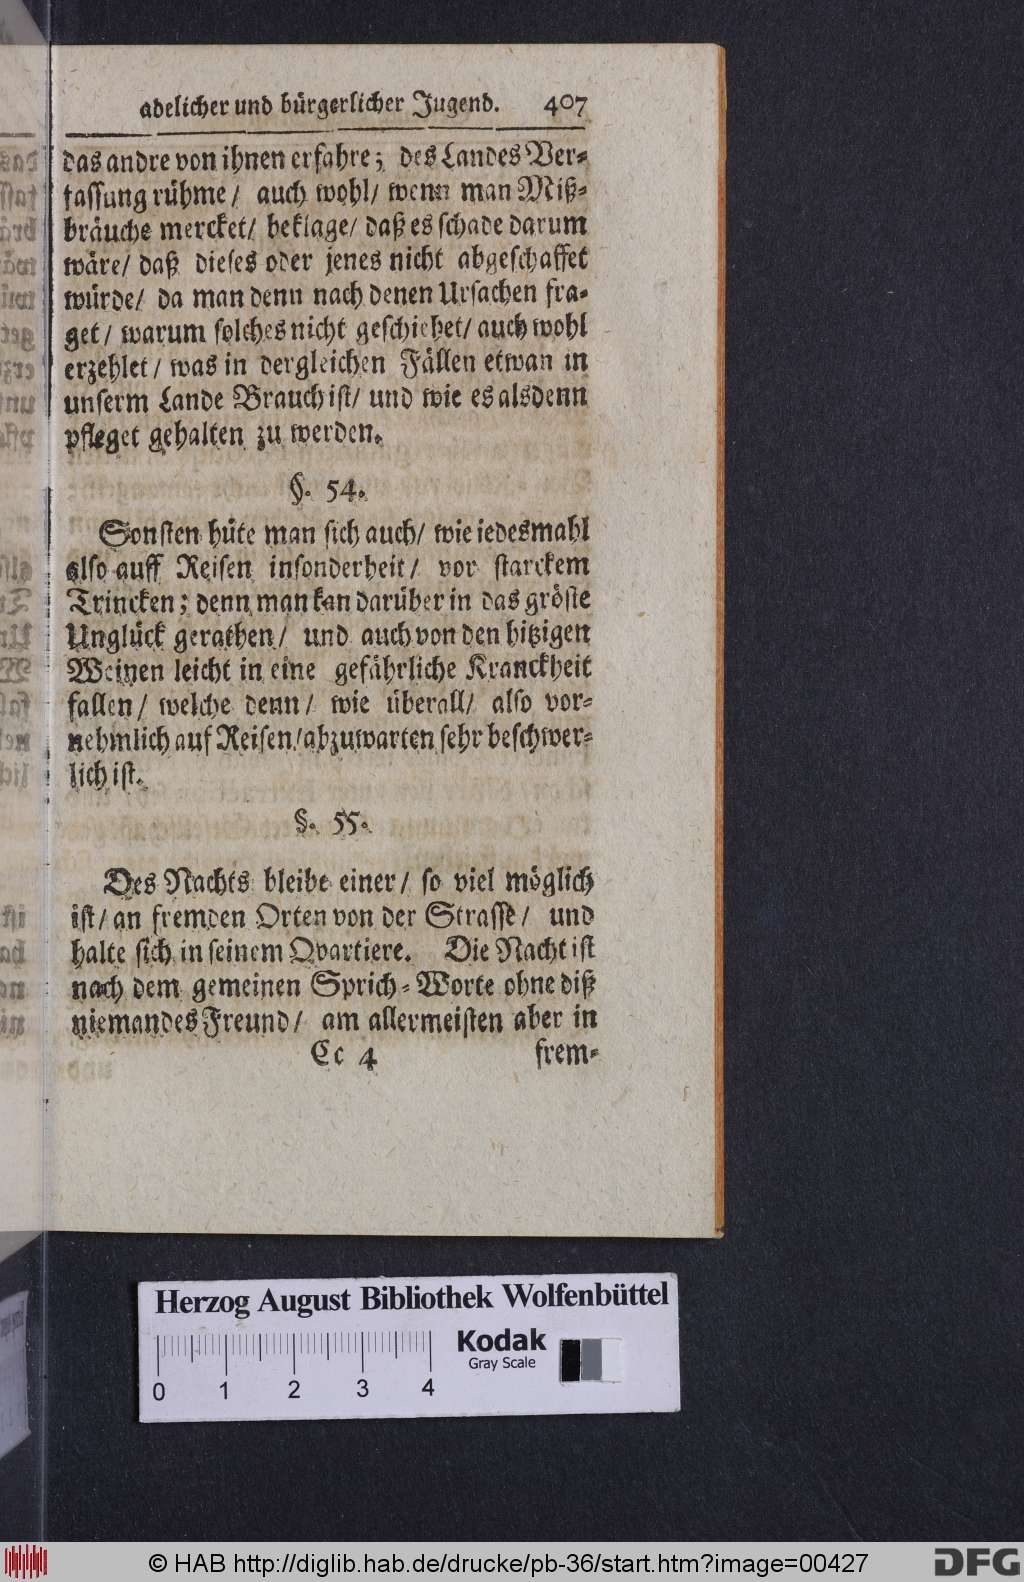 adelicher und bürgerlicher Jugend. 407
das andre von ihnen erfahre; des Landes Ver-
fassung rühme / auch wohl / wenn man Miß-
bräuche mercket / beklage / daß es schade darum
wäre / daß dieses oder jenes nicht abgeschaffet
würde / da man denn nach denen Ursachen fra-
get / warum solches nicht geschiehet / auch wohl
erzehlet / was in dergleichen Fällen etwan in
unserm Lande Brauch ist / und wie es alsdenn
pfleget gehalten zu werden.
§. 54.
Sonsten hüte man sich auch / wie iedesmahl
also auff Reisen insonderheit / vor starckem
Trincken; denn man kan darüber in das gröste
Unglück gerathen / und auch von den hitzigen
Weinen leicht in eine gefährliche Kranckheit
fallen / welche denn / wie überall / also vor-
nehmlich auf Reisen / abzuwarten sehr beschwer-
lich ist.
§. 55.
Des Nachts bleibe einer / so viel möglich
ist / an fremden Orten von der Strasse / und
halte sich in seinem Qvartiere. Die Nacht ist
nach dem gemeinen Sprich-Worte ohne diß
niemandes Freund / am allermeisten aber in
Cc 4 frem-
Herzog August Bibliothek Wolfenbüttel
Kodak
Gray Scale
0 1 2 3 4
© HAB http://diglib.hab.de/drucke/pb-36/start.htm?image=00427
DFG